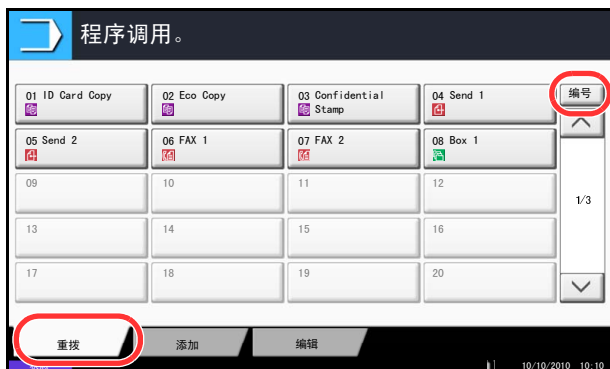 程序调用。
01 ID Card Copy
02 Eco Copy
03 Confidential
Stamp
04 Send 1
编号
05 Send 2
06 FAX 1
07 FAX 2
08 Box 1
09
10
11
12
1/3
13
14
15
16
17
18
19
20
重拨
添加
编辑
10/10/2010 10:10